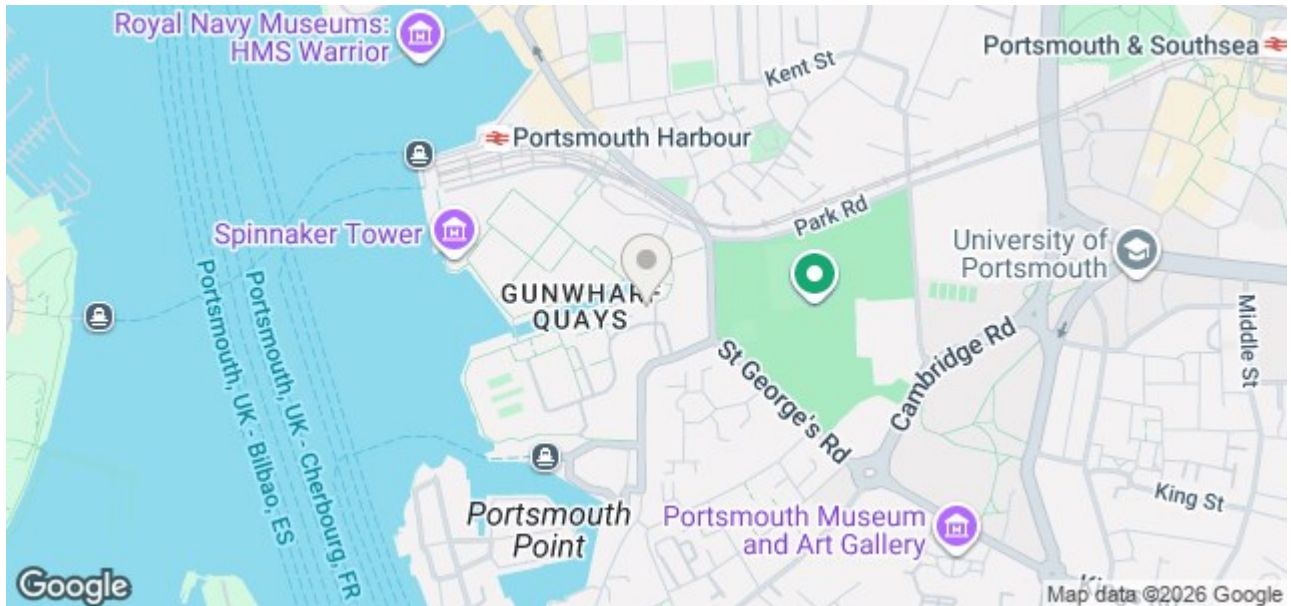 Royal Navy Museums:
HMS Warrior
Kent St
Portsmouth & Southsea
Portsmouth Harbour
Park Rd
Spinnaker Tower
University of
Portsmouth
GUNWHARF
QUAYS
Portsmouth, UK - Bilbao, ES
Portsmouth, UK - Cherbourg, FR
St George's Rd
Cambridge Rd
Middle St
King St
Portsmouth
Point
Portsmouth Museum
and Art Gallery
Google
Map data ©2026 Google